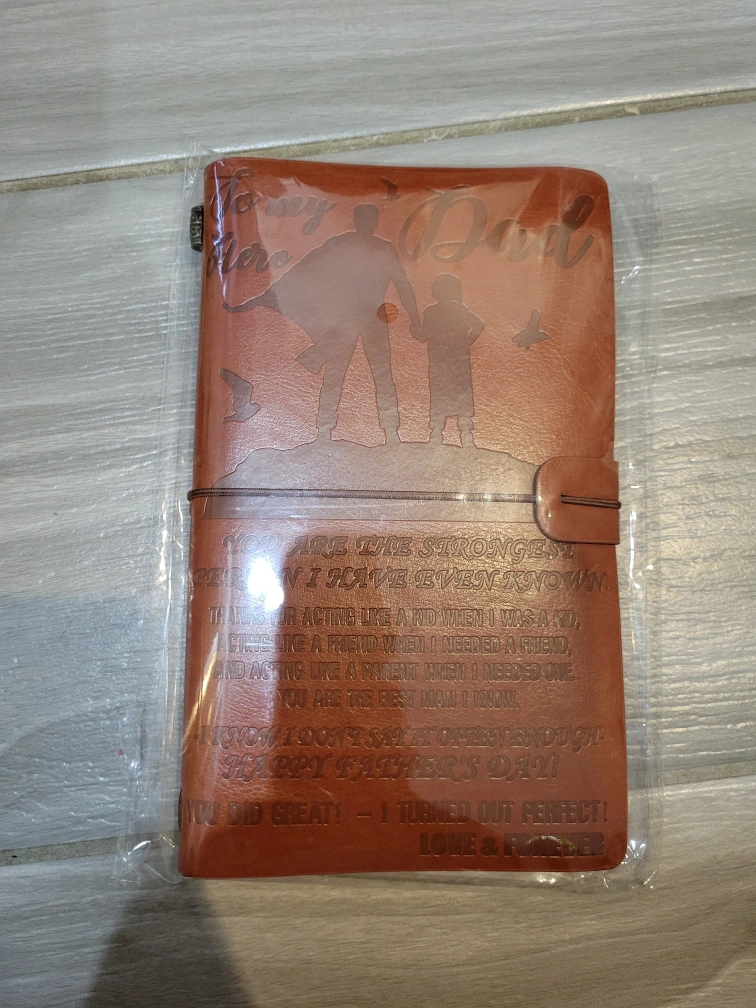 To my Dad
Hero
YOU ARE THE STRONGEST
PERSON I HAVE EVEN KNOWN
THANKS FOR ACTING LIKE A KID WHEN I WAS A KID,
ACTING LIKE A FRIEND WHEN I NEEDED A FRIEND,
AND ACTING LIKE A PARENT WHEN I NEEDED ONE.
YOU ARE THE BEST MAN I KNOW.
I KNOW I DON'T SAY IT OFTEN ENOUGH-
HAPPY FATHER'S DAY!
YOU DID GREAT! – I TURNED OUT PERFECT!
LOVE & FOREVER